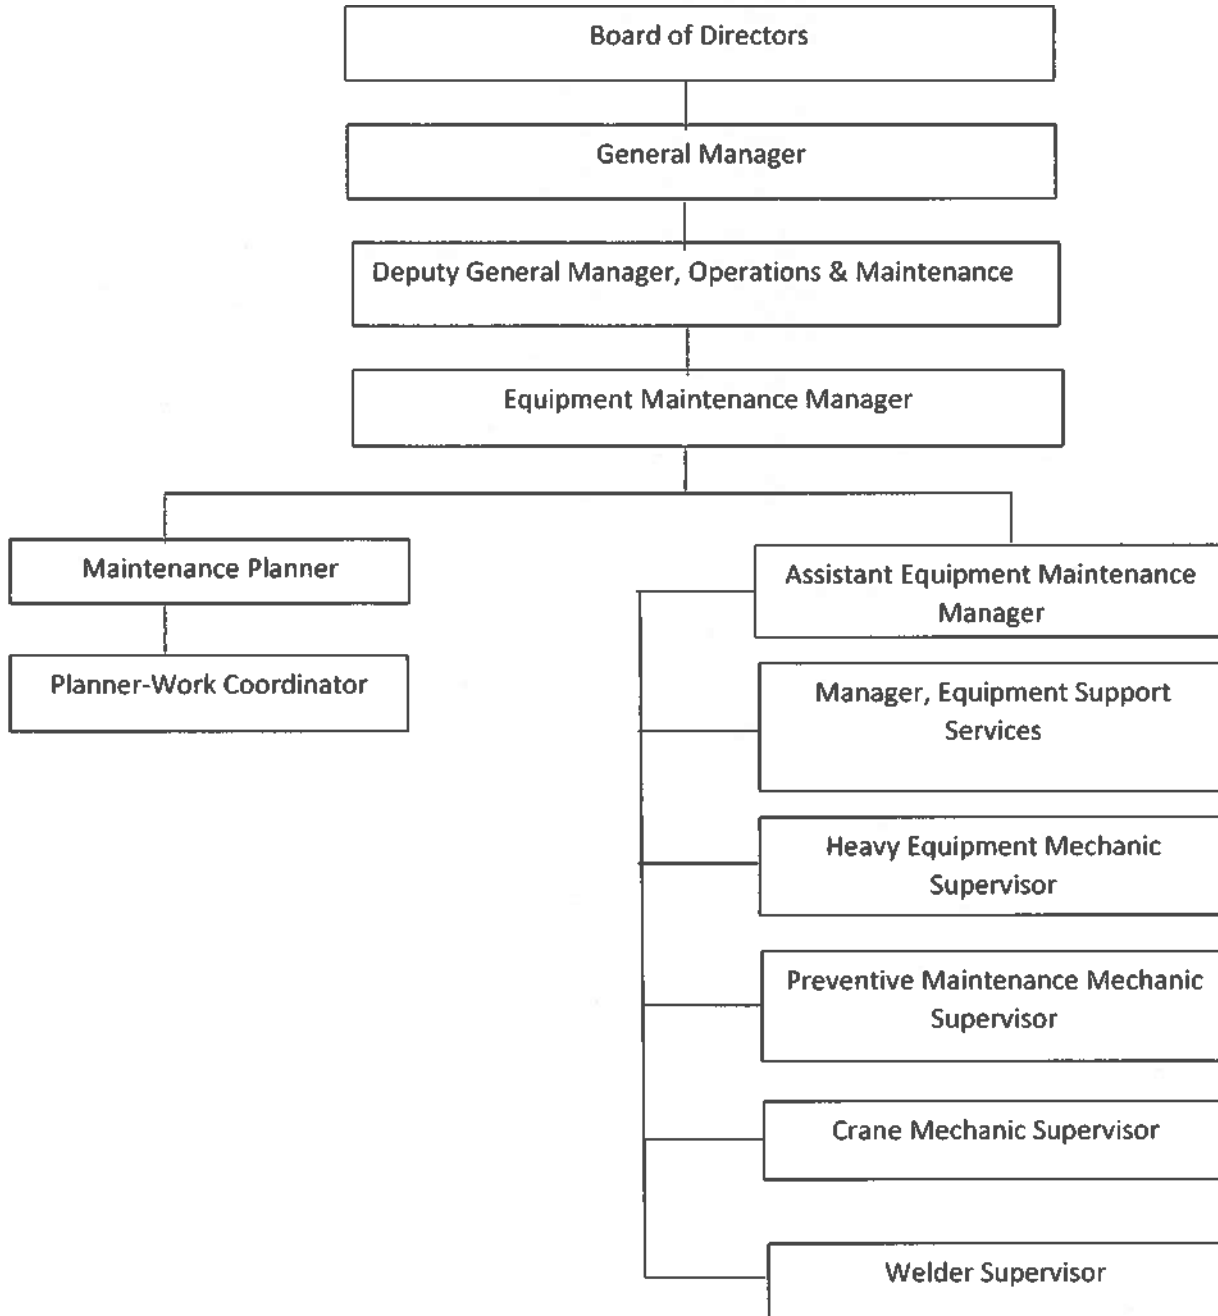 Board of Directors
General Manager
Deputy General Manager, Operations & Maintenance
Equipment Maintenance Manager
Maintenance Planner
Planner-Work Coordinator
Assistant Equipment Maintenance
Manager
Manager, Equipment Support
Services
Heavy Equipment Mechanic
Supervisor
Preventive Maintenance Mechanic
Supervisor
Crane Mechanic Supervisor
Welder Supervisor